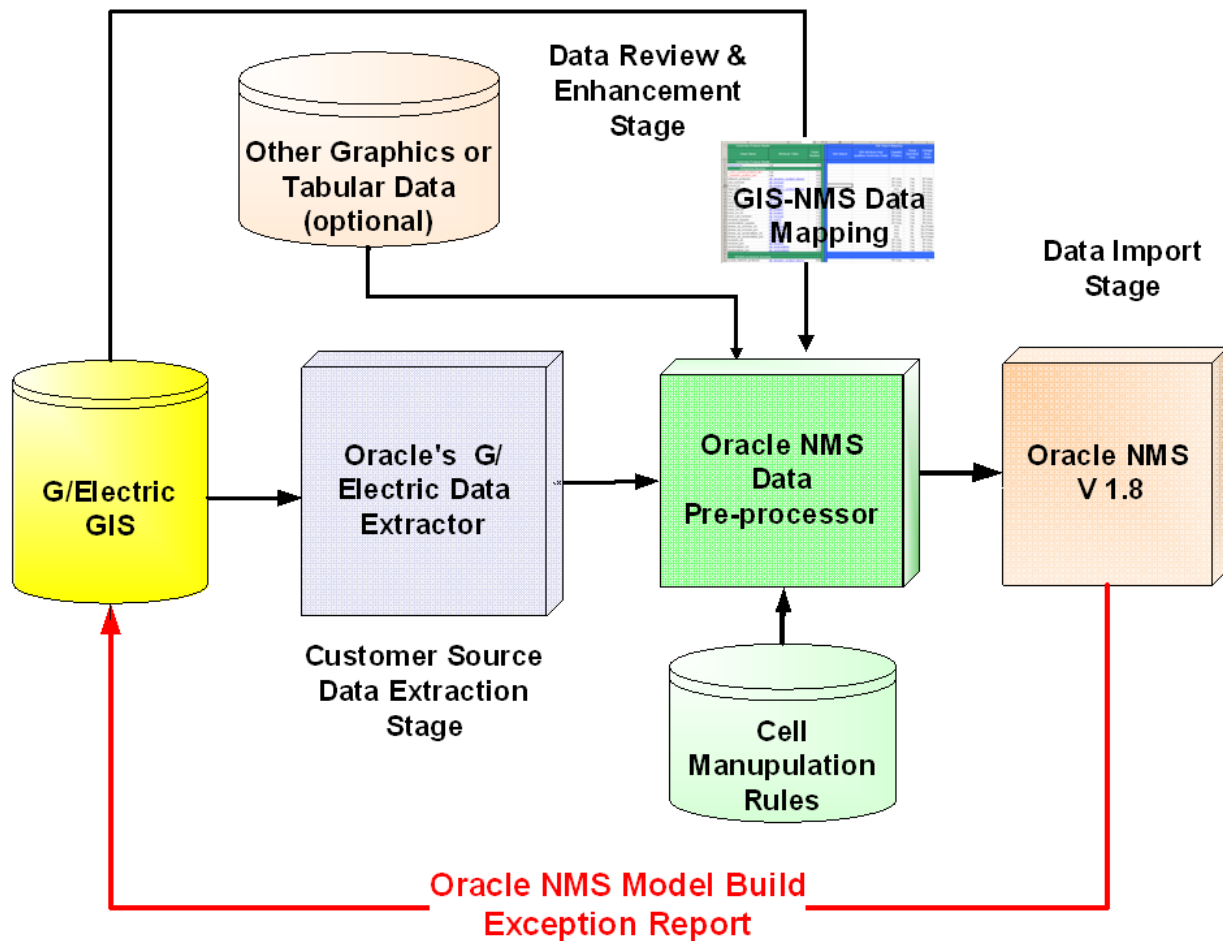 Data Review &
Enhancement
Stage
Other Graphics or
Tabular Data
(optional)
GIS-NMS Data
Mapping
Data Import
Stage
G/Electric
GIS
Oracle's G/
Electric Data
Extractor
Oracle NMS
Data
Pre-processor
Oracle NMS
V 1.8
Customer Source
Data Extraction
Stage
Cell
Manupulation
Rules
Oracle NMS Model Build
Exception Report